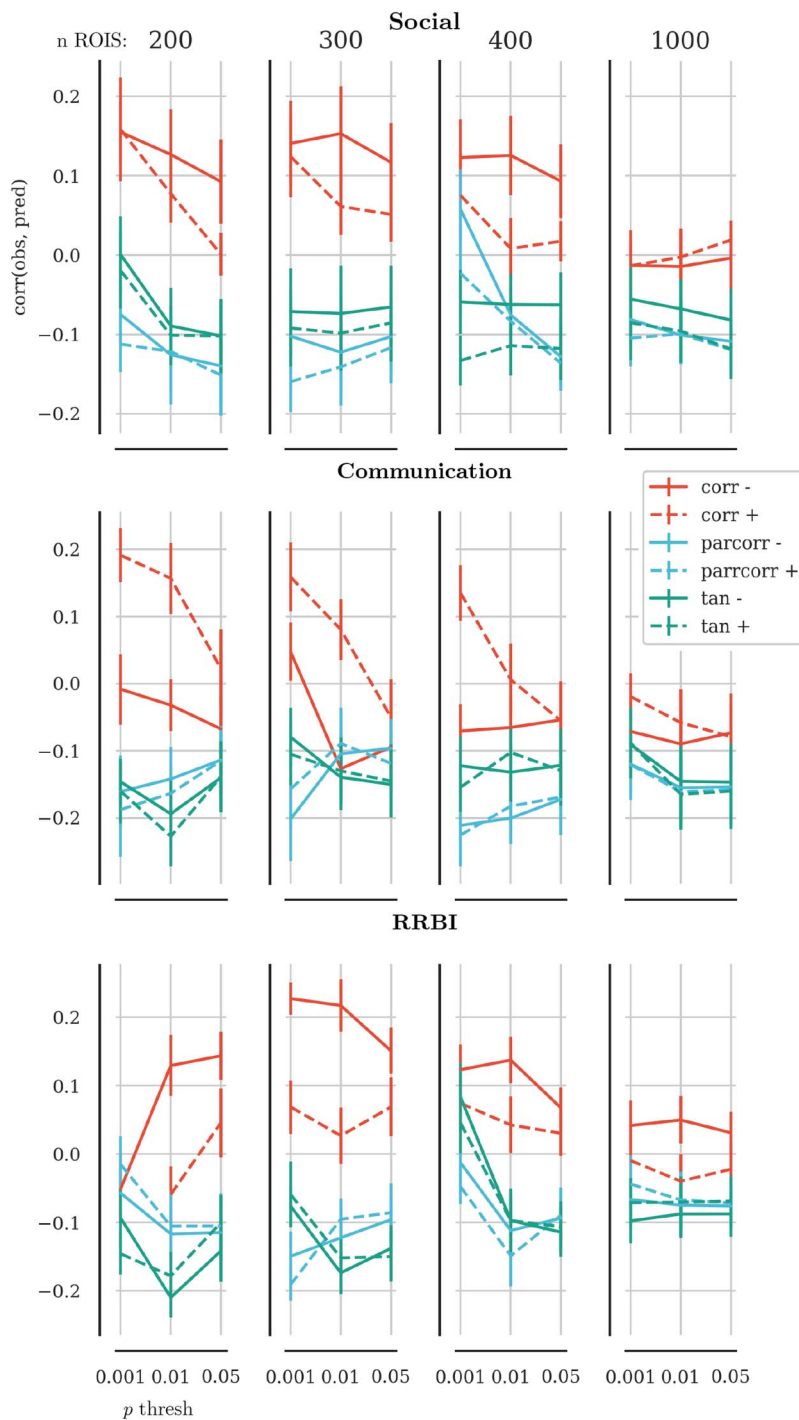 Social
n ROIS: 200 300 400 1000
0.2
0.1
0.0
−0.1
−0.2
corr(obs, pred)
Communication
0.2
0.1
0.0
−0.1
−0.2
corr -
corr +
parcorr -
parrcorr +
tan -
tan +
RRBI
0.2
0.1
0.0
−0.1
−0.2
0.001 0.01 0.05 0.001 0.01 0.05 0.001 0.01 0.05 0.001 0.01 0.05
p thresh